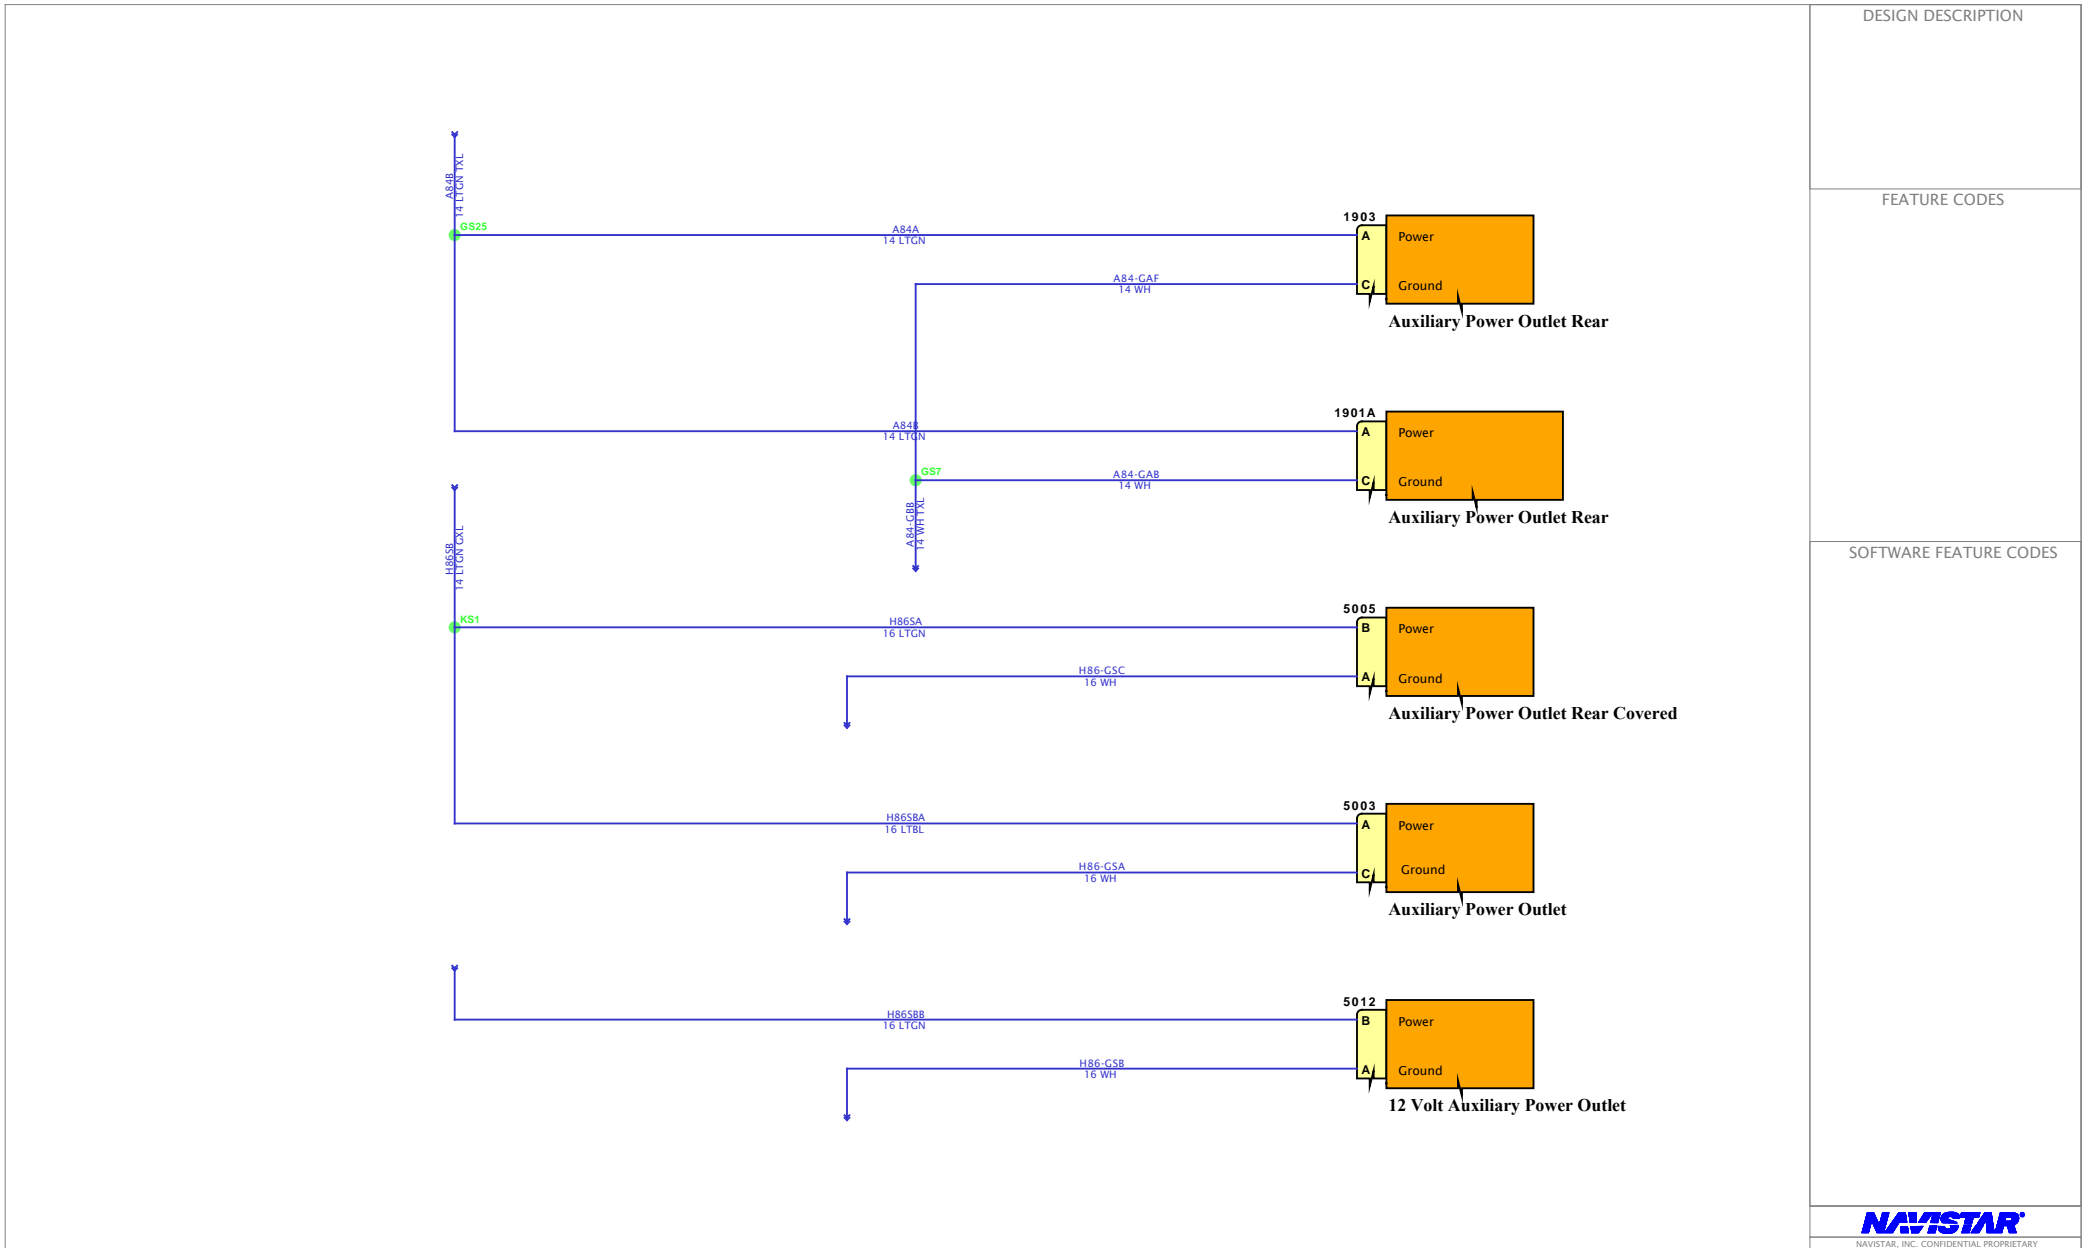 DESIGN DESCRIPTION
FEATURE CODES
SOFTWARE FEATURE CODES
A84B
14 LTGN TXL
GS25
A84A
14 LTGN
1903
A
Power
A84-GAF
14 WH
C
Ground
Auxiliary Power Outlet Rear
A84B
14 LTGN
1901A
A
Power
GS7
A84-GAB
14 WH
C
Ground
Auxiliary Power Outlet Rear
A84-GBB
14 WH TXL
H86SB
14 LTGN GXL
KS1
H86SA
16 LTGN
5005
B
Power
H86-GSC
16 WH
A
Ground
Auxiliary Power Outlet Rear Covered
H86SBA
16 LTBL
5003
A
Power
H86-GSA
16 WH
C
Ground
Auxiliary Power Outlet
H86SBB
16 LTGN
5012
B
Power
H86-GSB
16 WH
A
Ground
12 Volt Auxiliary Power Outlet
NAVISTAR
NAVISTAR, INC. CONFIDENTIAL PROPRIETARY